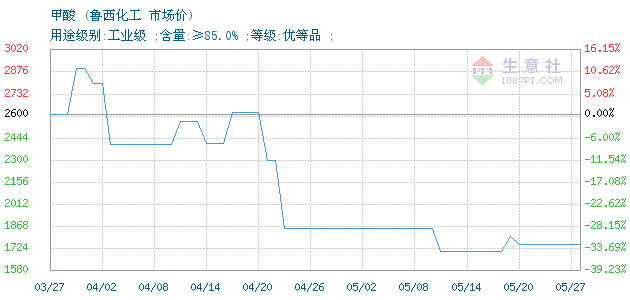 甲酸 (鲁西化工 市场价)
用途级别:工业级 ;含量:≥85.0% ;等级:优等品 ;
生意社
100PPI.COM
3020 16.15%
2876 10.62%
2732 5.08%
2600 0.00%
2444 -6.00%
2300 -11.54%
2156 -17.08%
2012 -22.61%
1868 -28.15%
1724 -33.69%
1580 -39.23%
03/27 04/02 04/08 04/14 04/20 04/26 05/02 05/08 05/14 05/20 05/27